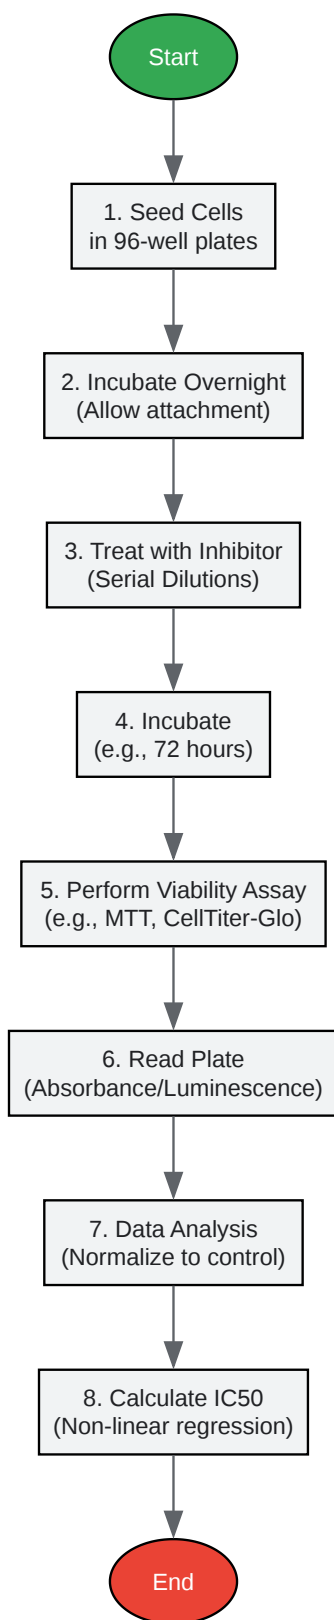 Start
1. Seed Cells
in 96-well plates
2. Incubate Overnight
(Allow attachment)
3. Treat with Inhibitor
(Serial Dilutions)
4. Incubate
(e.g., 72 hours)
5. Perform Viability Assay
(e.g., MTT, CellTiter-Glo)
6. Read Plate
(Absorbance/Luminescence)
7. Data Analysis
(Normalize to control)
8. Calculate IC50
(Non-linear regression)
End